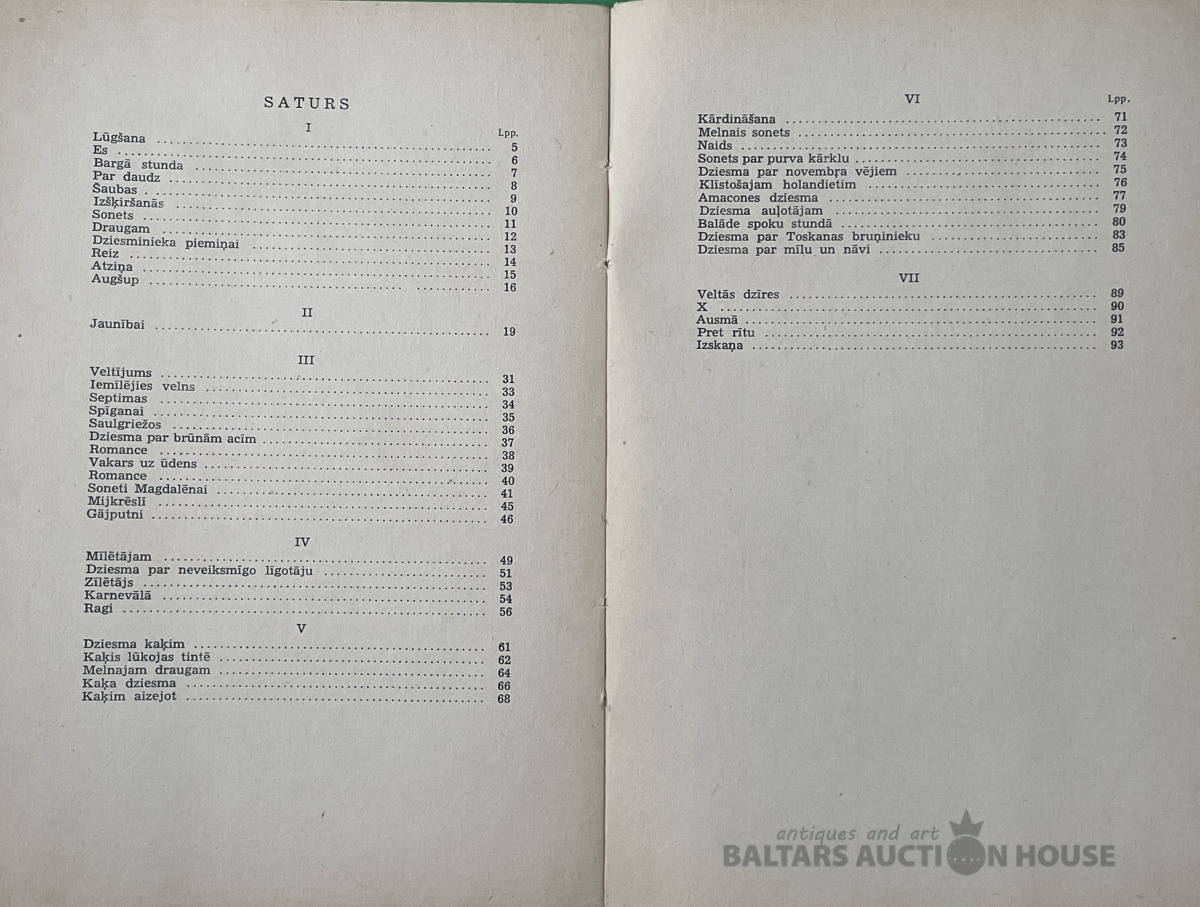 SATURS
I
Lpp.
Lūgšana 5
Es 6
Bargā stunda 7
Par daudz 8
Šaubas 9
Izšķiršanās 10
Sonets 11
Draugam 12
Dziesminieka piemiņai 13
Reiz 14
Atziņa 15
Augšup 16
II
Jaunībai 19
III
Veltījums 31
Iemīlējies velns 33
Septimas 34
Spīganai 35
Saulgriežos 36
Dziesma par brūnām acīm 37
Romance 38
Vakars uz ūdens 39
Romance 40
Soneti Magdalēnai 41
Mijkrēslī 45
Gājputni 46
IV
Mīlētājam 49
Dziesma par neveiksmīgo līgotāju 51
Zīlētājs 53
Karnevālā 54
Ragi 56
V
Dziesma kaķim 61
Kaķis lūkojas tintē 62
Melnajam draugam 64
Kaķa dziesma 66
Kaķim aizejot 68
VI
Lpp.
Kārdināšana 71
Melnais sonets 72
Naids 73
Sonets par purva kārklu 74
Dziesma par novembŗa vējiem 75
Klīstošajam holandietim 76
Amacones dziesma 77
Dziesma auļotājam 79
Balāde spoku stundā 80
Dziesma par Toskanas bruņinieku 83
Dziesma par mīlu un nāvi 85
VII
Veltās dzīres 89
X 90
Ausmā 91
Pret rītu 92
Izskaņa 93
antiques and art
BALTARS AUCTION HOUSE